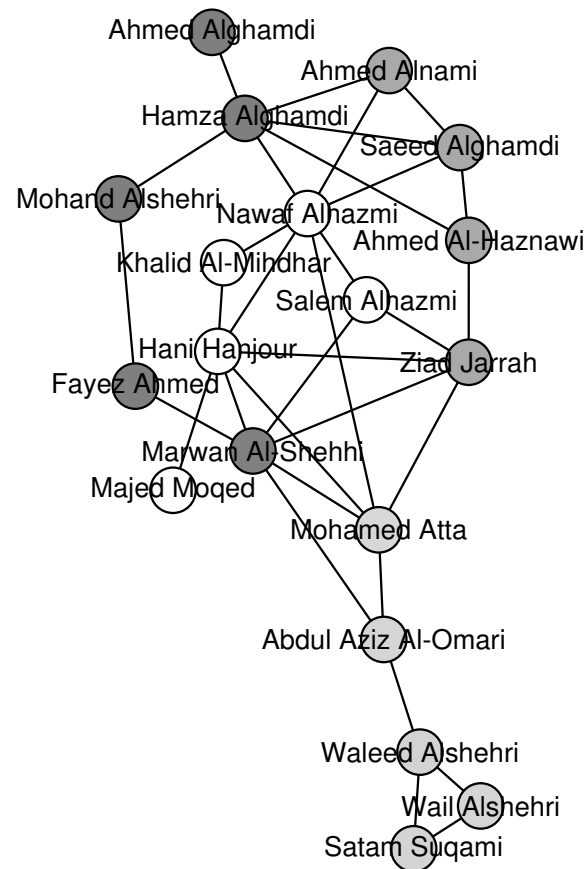 Ahmed Alghamdi
Ahmed Alnami
Hamza Alghamdi
Saeed Alghamdi
Mohand Alshehri
Nawaf Alhazmi
Ahmed Al-Haznawi
Khalid Al-Mihdhar
Salem Alhazmi
Hani Hanjour
Ziad Jarrah
Fayez Ahmed
Marwan Al-Shehhi
Majed Moqed
Mohamed Atta
Abdul Aziz Al-Omari
Waleed Alshehri
Wail Alshehri
Satam Suqami